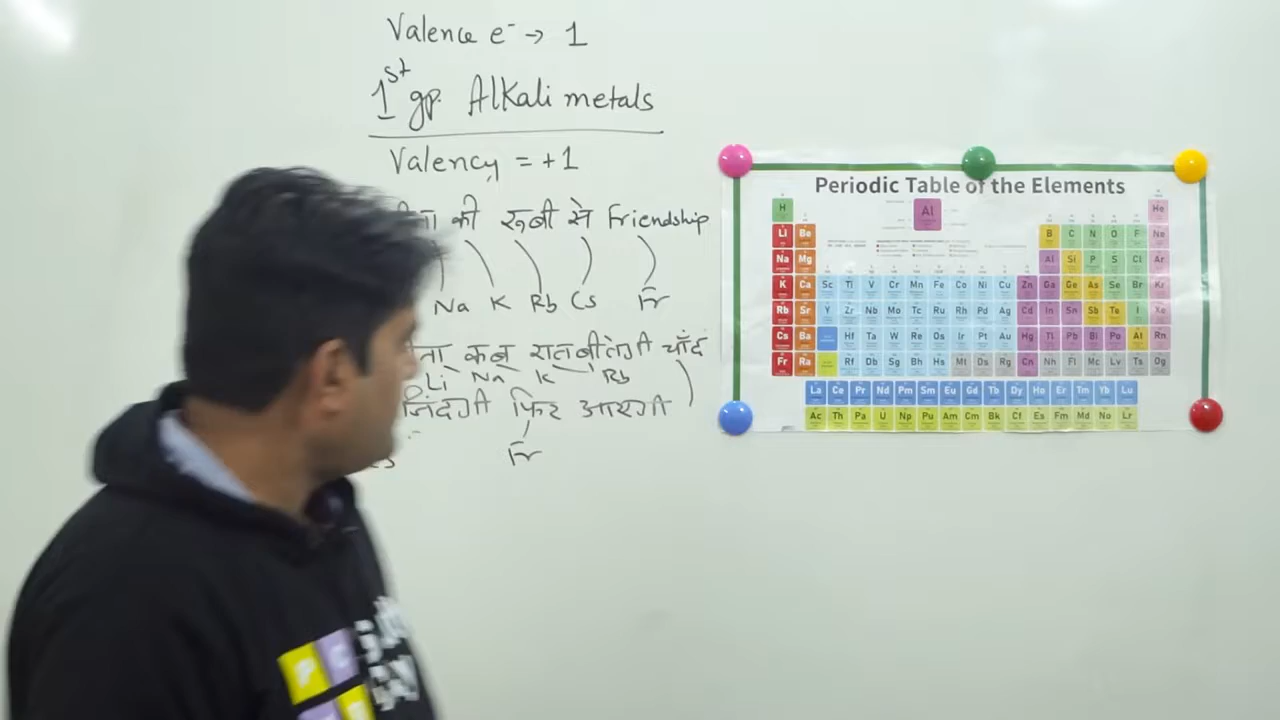 Valence e⁻ → 1
1st gp. Alkali metals
Valency = +1
की रूबी से Friendship
Na K Rb Cs Fr
कब रात बीतेगी चाँद
Li Na K Rb
जिंदगी फिर आएगी
Fr
Periodic Table of the Elements
Al
H He
Li Be B C N O F Ne
Na Mg Al Si P S Cl Ar
K Ca Sc Ti V Cr Mn Fe Co Ni Cu Zn Ga Ge As Se Br Kr
Rb Sr Y Zr Nb Mo Tc Ru Rh Pd Ag Cd In Sn Sb Te I Xe
Cs Ba Hf Ta W Re Os Ir Pt Au Hg Tl Pb Bi Po At Rn
Fr Ra Rf Db Sg Bh Hs Mt Ds Rg Cn Nh Fl Mc Lv Ts Og
La Ce Pr Nd Pm Sm Eu Gd Tb Dy Ho Er Tm Yb Lu
Ac Th Pa U Np Pu Am Cm Bk Cf Es Fm Md No Lr